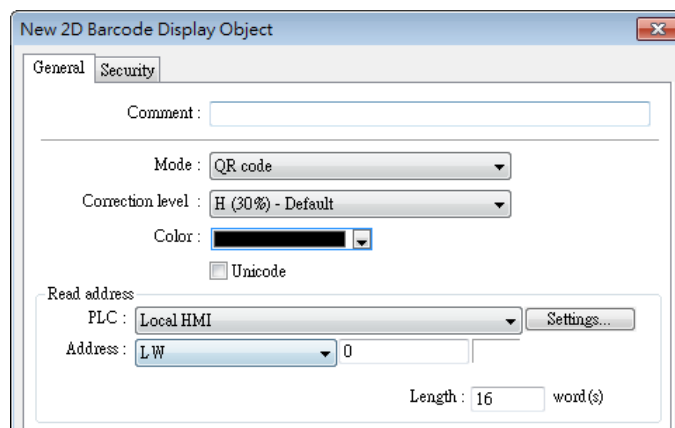 New 2D Barcode Display Object
General Security
Comment :
Mode : QR code
Correction level : H (30%) - Default
Color :
Unicode
Read address
PLC : Local HMI Settings...
Address : LW 0
Length : 16 word(s)